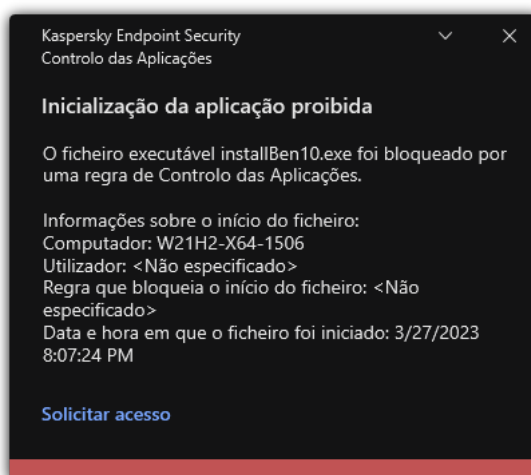 Kaspersky Endpoint Security
Controlo das Aplicações
Inicialização da aplicação proibida
O ficheiro executável installBen10.exe foi bloqueado por
uma regra de Controlo das Aplicações.
Informações sobre o início do ficheiro:
Computador: W21H2-X64-1506
Utilizador: <Não especificado>
Regra que bloqueia o início do ficheiro: <Não
especificado>
Data e hora em que o ficheiro foi iniciado: 3/27/2023
8:07:24 PM
Solicitar acesso